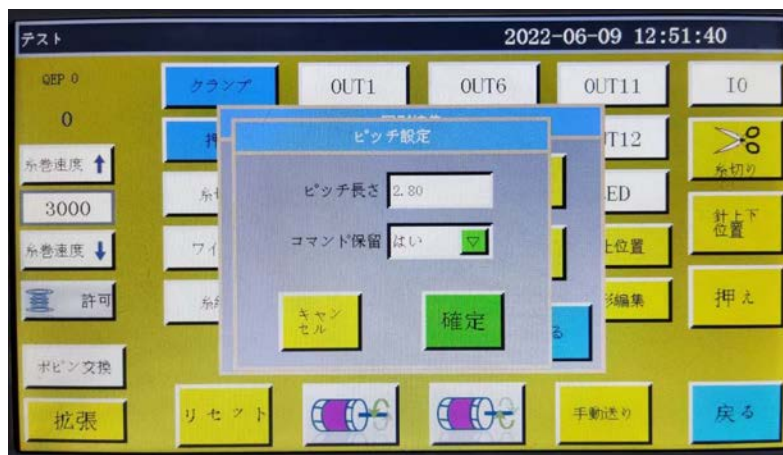 テスト
2022-06-09 12:51:40
QEP 0
クランプ
OUT1
OUT6
OUT11
IO
0
ピッチ設定
T12
糸巻速度
糸切り
3000
ピッチ長さ 2.80
ED
針上下
位置
糸巻速度
コマンド保留 はい
上位置
許可
キャン
セル
確定
形編集
押え
る
ボビン交換
拡張
リセット
手動送り
戻る